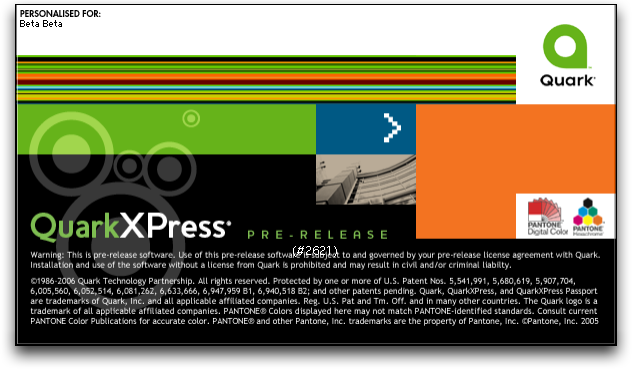 PERSONALISED FOR:
Beta Beta
Quark
PANTONE
Digital Color
PANTONE
Hexachrome
QuarkXPress
PRE-RELEASE
(#2621)
Warning: This is pre-release software. Use of this pre-release software is subject to and governed by your pre-release license agreement with Quark.
Installation and use of the software without a license from Quark is prohibited and may result in civil and/or criminal liablity.
©1986-2006 Quark Technology Partnership. All rights reserved. Protected by one or more of U.S. Patent Nos. 5,541,991, 5,680,619, 5,907,704,
6,005,560, 6,052,514, 6,081,262, 6,633,666, 6,947,959 B1, 6,940,518 B2; and other patents pending. Quark, QuarkXPress, and QuarkXPress Passport
are trademarks of Quark, Inc. and all applicable affiliated companies. Reg. U.S. Pat and Tm. Off. and in many other countries. The Quark logo is a
trademark of all applicable affiliated companies. PANTONE® Colors displayed here may not match PANTONE-identified standards. Consult current
PANTONE Color Publications for accurate color. PANTONE® and other Pantone, Inc. trademarks are the property of Pantone, Inc. ©Pantone, Inc. 2005